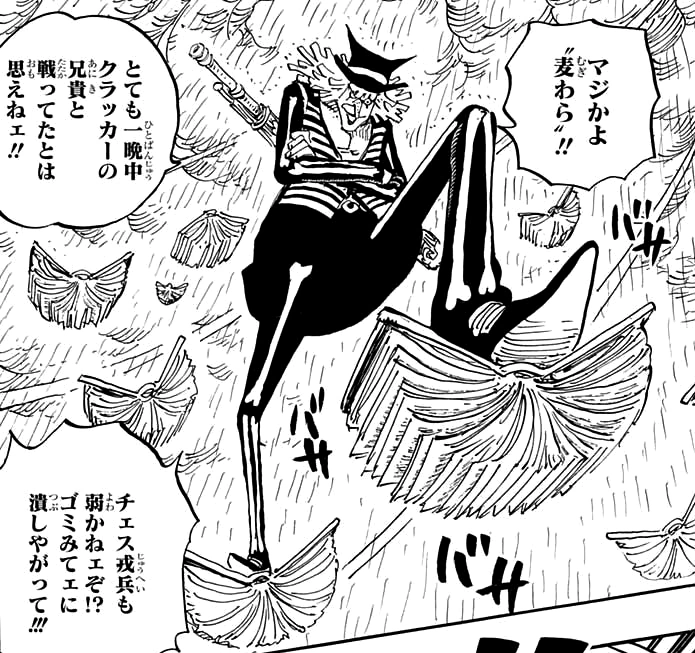 マジかよ
〝麦わら〟!!
とても一晩中
クラッカーの
兄貴と
戦ってたとは
思えねェ!!
バサ
バサ
バサ
チェス戎兵も
弱かねェぞ!?
ゴミみてェに
潰しやがって!!!